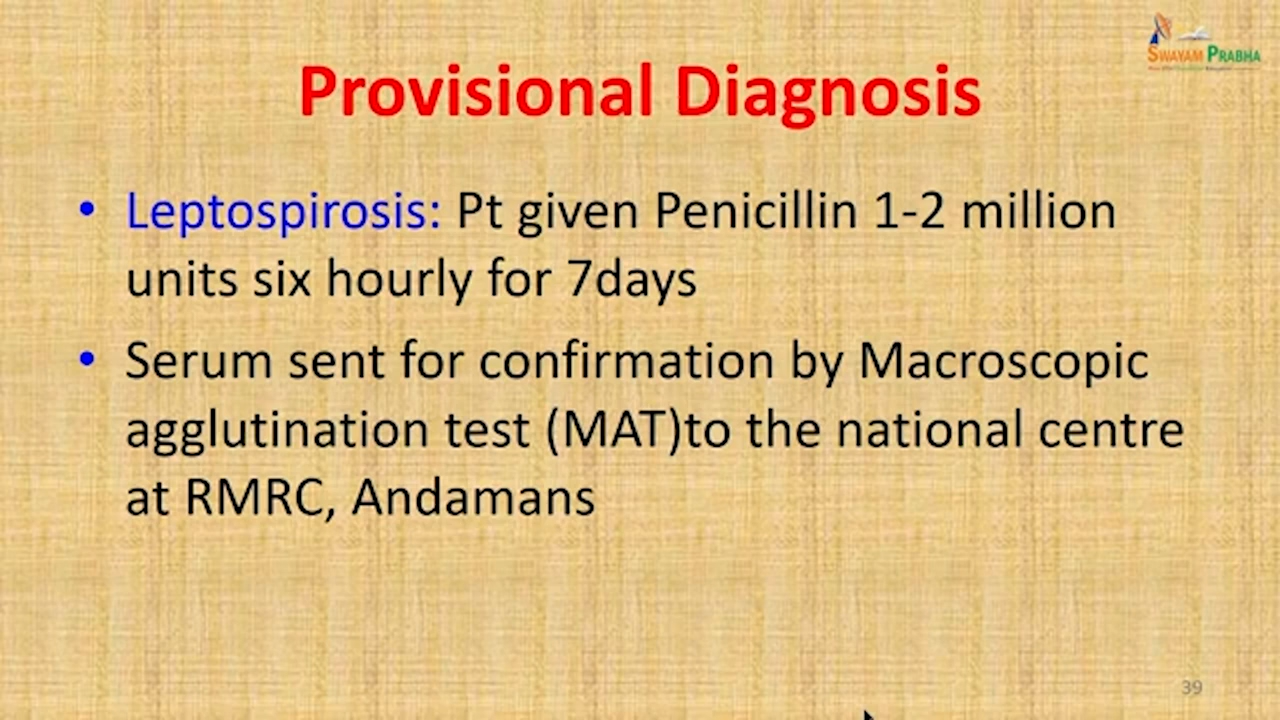 SWAYAM PRABHA
Provisional Diagnosis
• Leptospirosis: Pt given Penicillin 1-2 million
units six hourly for 7days
• Serum sent for confirmation by Macroscopic
agglutination test (MAT)to the national centre
at RMRC, Andamans
39